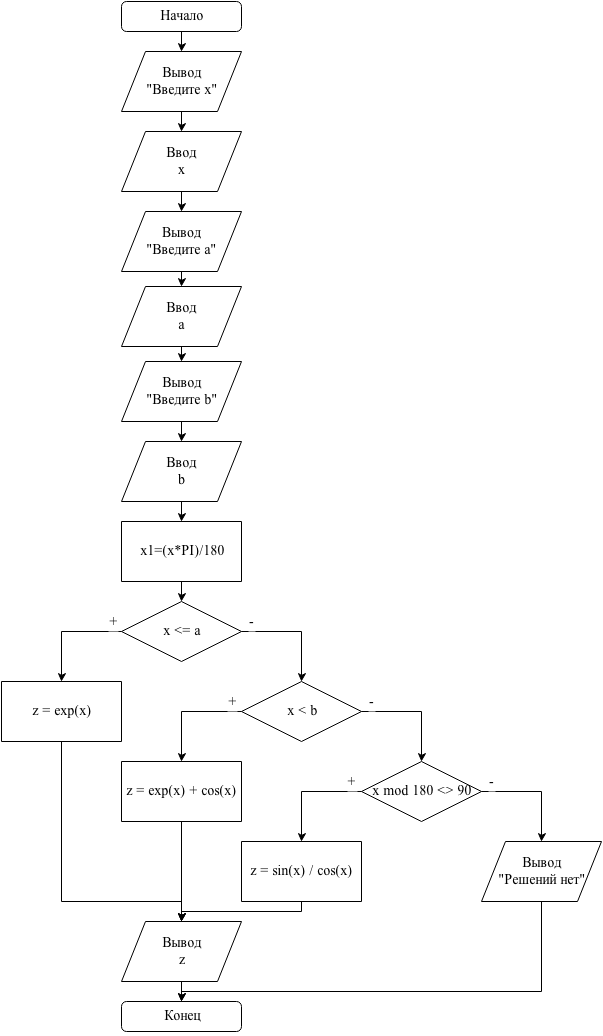 Начало
Вывод
"Введите x"
Ввод
x
Вывод
"Введите a"
Ввод
a
Вывод
"Введите b"
Ввод
b
x1=(x*PI)/180
+
-
x <= a
z = exp(x)
+
-
x < b
z = exp(x) + cos(x)
+
-
x mod 180 <> 90
z = sin(x) / cos(x)
Вывод
"Решений нет"
Вывод
z
Конец